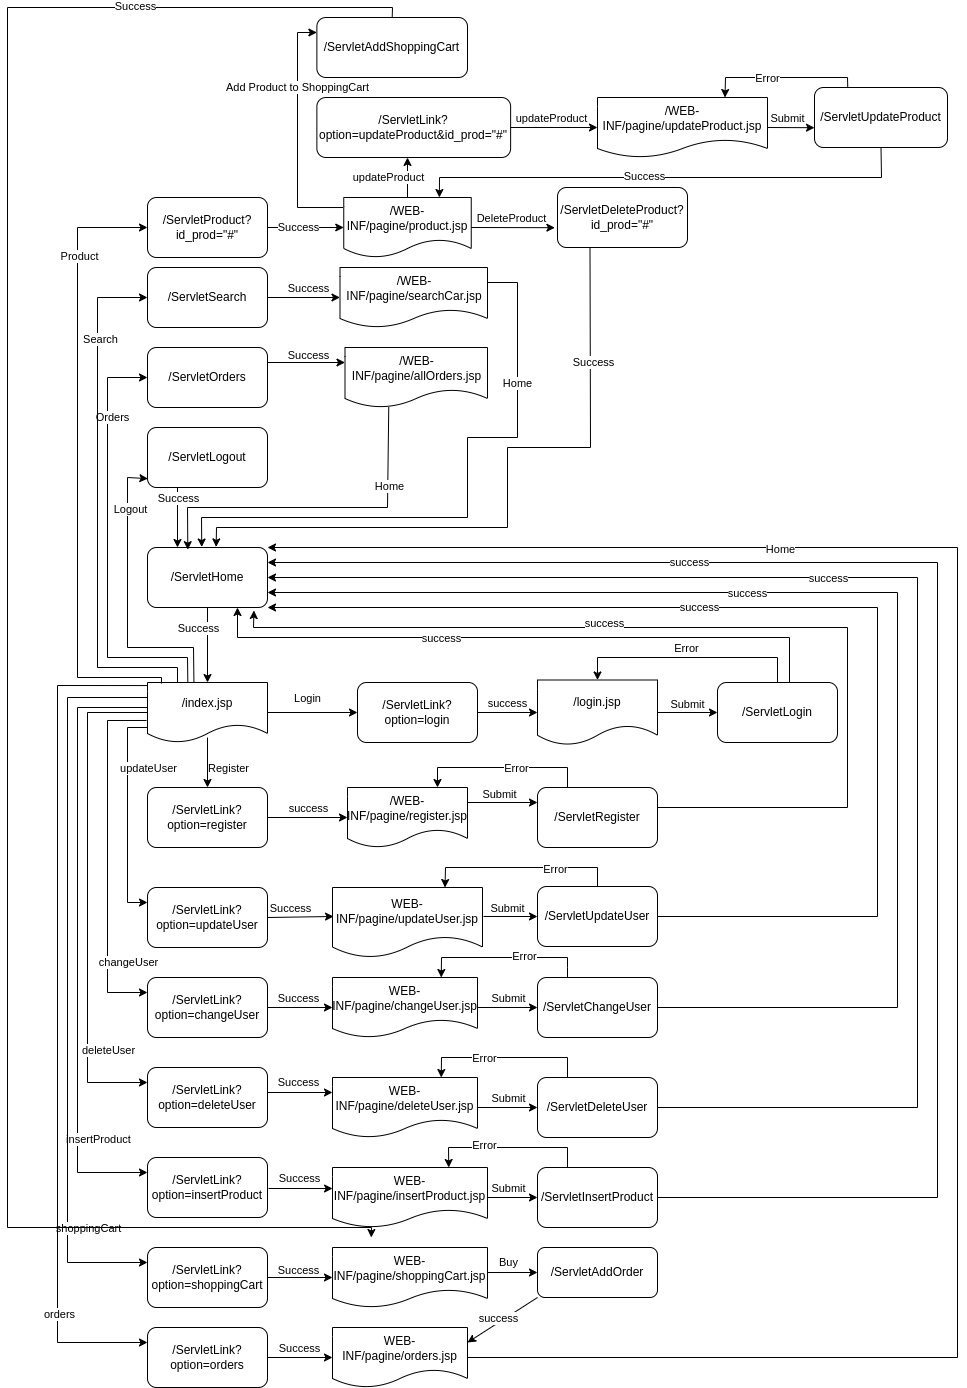 Success
/ServletAddShoppingCart
Add Product to ShoppingCart
Error
/ServletLink?
option=updateProduct&id_prod="#"
updateProduct
/WEB-
INF/pagine/updateProduct.jsp
Submit
/ServletUpdateProduct
updateProduct
Success
/ServletProduct?
id_prod="#"
Success
/WEB-
INF/pagine/product.jsp
DeleteProduct
/ServletDeleteProduct?
id_prod="#"
Product
/ServletSearch
Success
/WEB-
INF/pagine/searchCar.jsp
Search
/ServletOrders
Success
/WEB-
INF/pagine/allOrders.jsp
Home
Success
Orders
/ServletLogout
Success
Home
Logout
/ServletHome
Home
success
success
success
success
success
success
Success
Error
/index.jsp
Login
/ServletLink?
option=login
success
/login.jsp
Submit
/ServletLogin
updateUser
Register
Error
/ServletLink?
option=register
success
/WEB-
INF/pagine/register.jsp
Submit
/ServletRegister
Error
/ServletLink?
option=updateUser
Success
WEB-
INF/pagine/updateUser.jsp
Submit
/ServletUpdateUser
changeUser
Error
/ServletLink?
option=changeUser
Success
WEB-
INF/pagine/changeUser.jsp
Submit
/ServletChangeUser
deleteUser
Error
/ServletLink?
option=deleteUser
Success
WEB-
INF/pagine/deleteUser.jsp
Submit
/ServletDeleteUser
insertProduct
Error
/ServletLink?
option=insertProduct
Success
WEB-
INF/pagine/insertProduct.jsp
Submit
/ServletInsertProduct
shoppingCart
/ServletLink?
option=shoppingCart
Success
WEB-
INF/pagine/shoppingCart.jsp
Buy
/ServletAddOrder
orders
success
/ServletLink?
option=orders
Success
WEB-
INF/pagine/orders.jsp